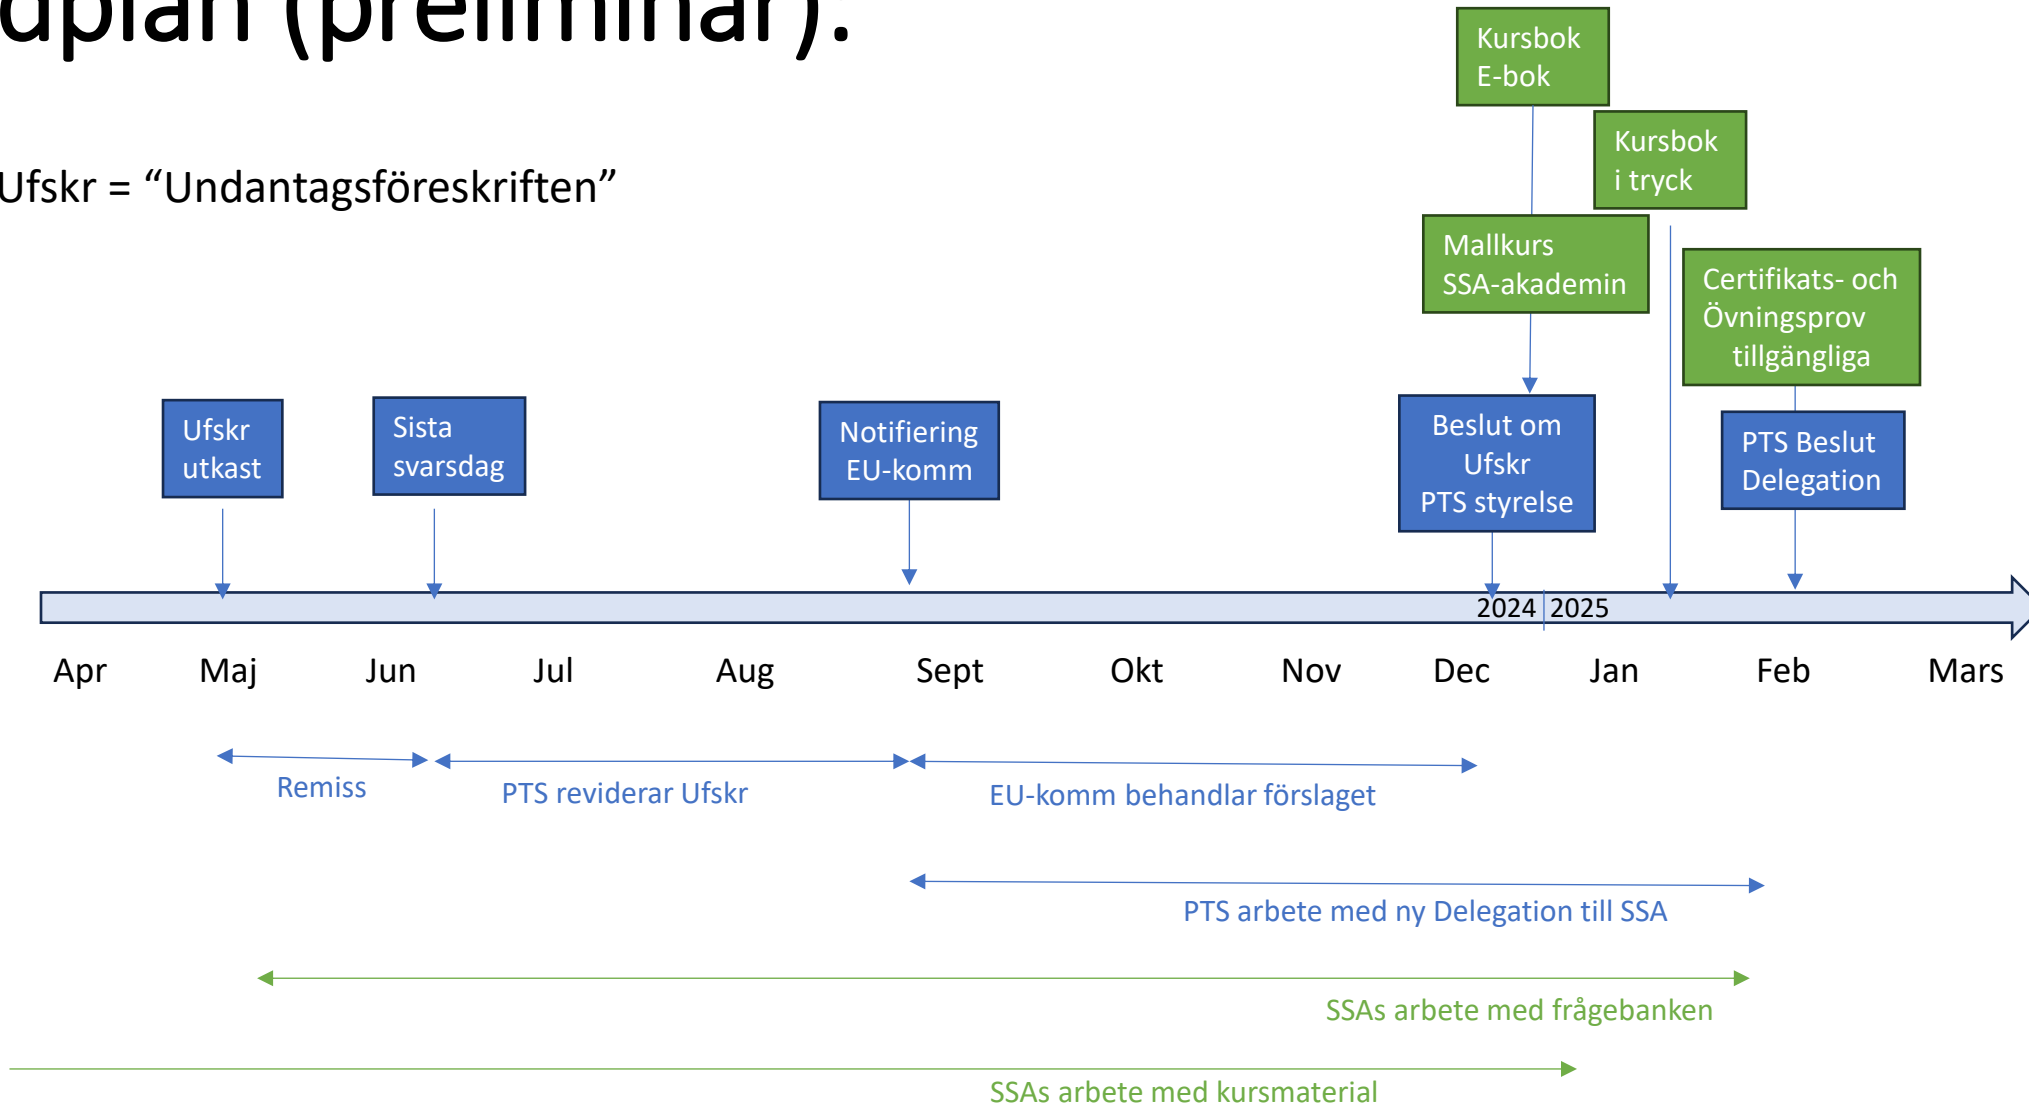 dplan (preliminär):
Ufskr = “Undantagsföreskriften”
Kursbok
E-bok
Kursbok
i tryck
Mallkurs
SSA-akademin
Certifikats- och
Övningsprov
tillgängliga
Ufskr
utkast
Sista
svarsdag
Notifiering
EU-komm
Beslut om
Ufskr
PTS styrelse
PTS Beslut
Delegation
2024 2025
Apr Maj Jun Jul Aug Sept Okt Nov Dec Jan Feb Mars
Remiss
PTS reviderar Ufskr
EU-komm behandlar förslaget
PTS arbete med ny Delegation till SSA
SSAs arbete med frågebanken
SSAs arbete med kursmaterial